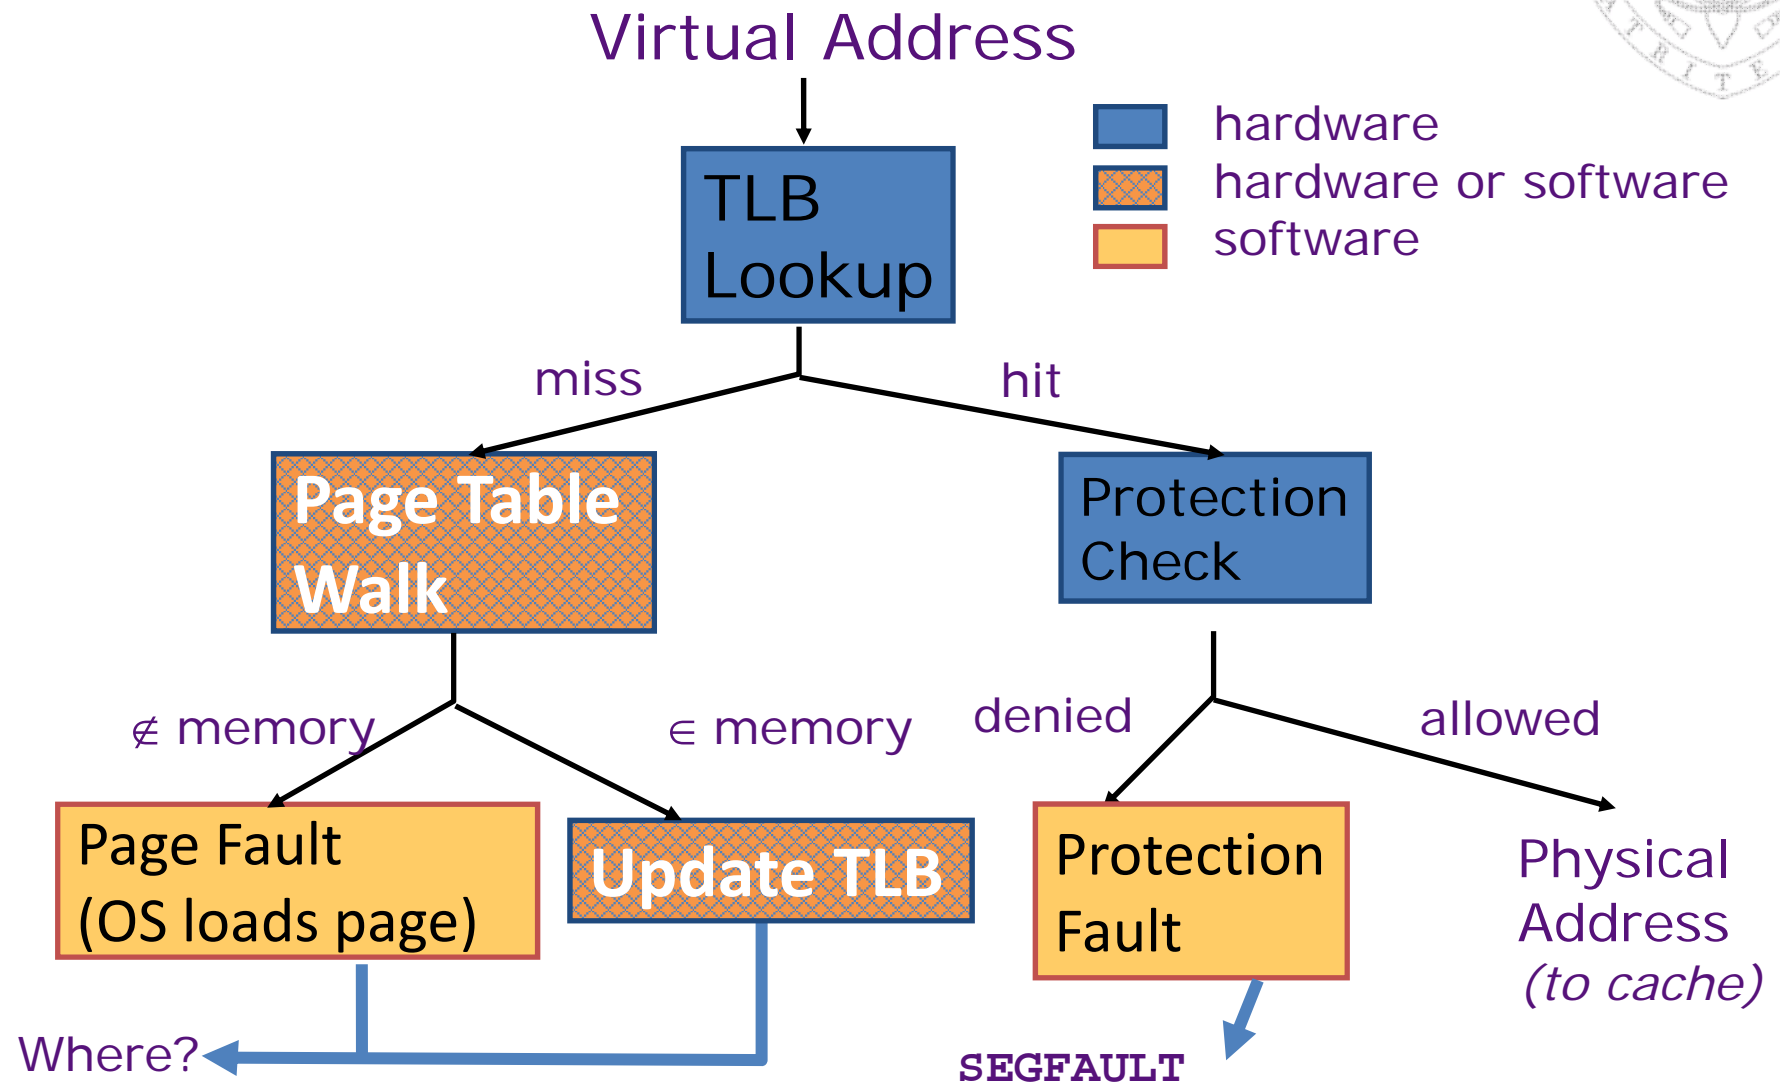 Virtual Address
hardware
hardware or software
software
TLB
Lookup
miss
hit
Page Table
Walk
Protection
Check
∉ memory
∈ memory
denied
allowed
Page Fault
(OS loads page)
Update TLB
Protection
Fault
Physical
Address
(to cache)
Where?
SEGFAULT